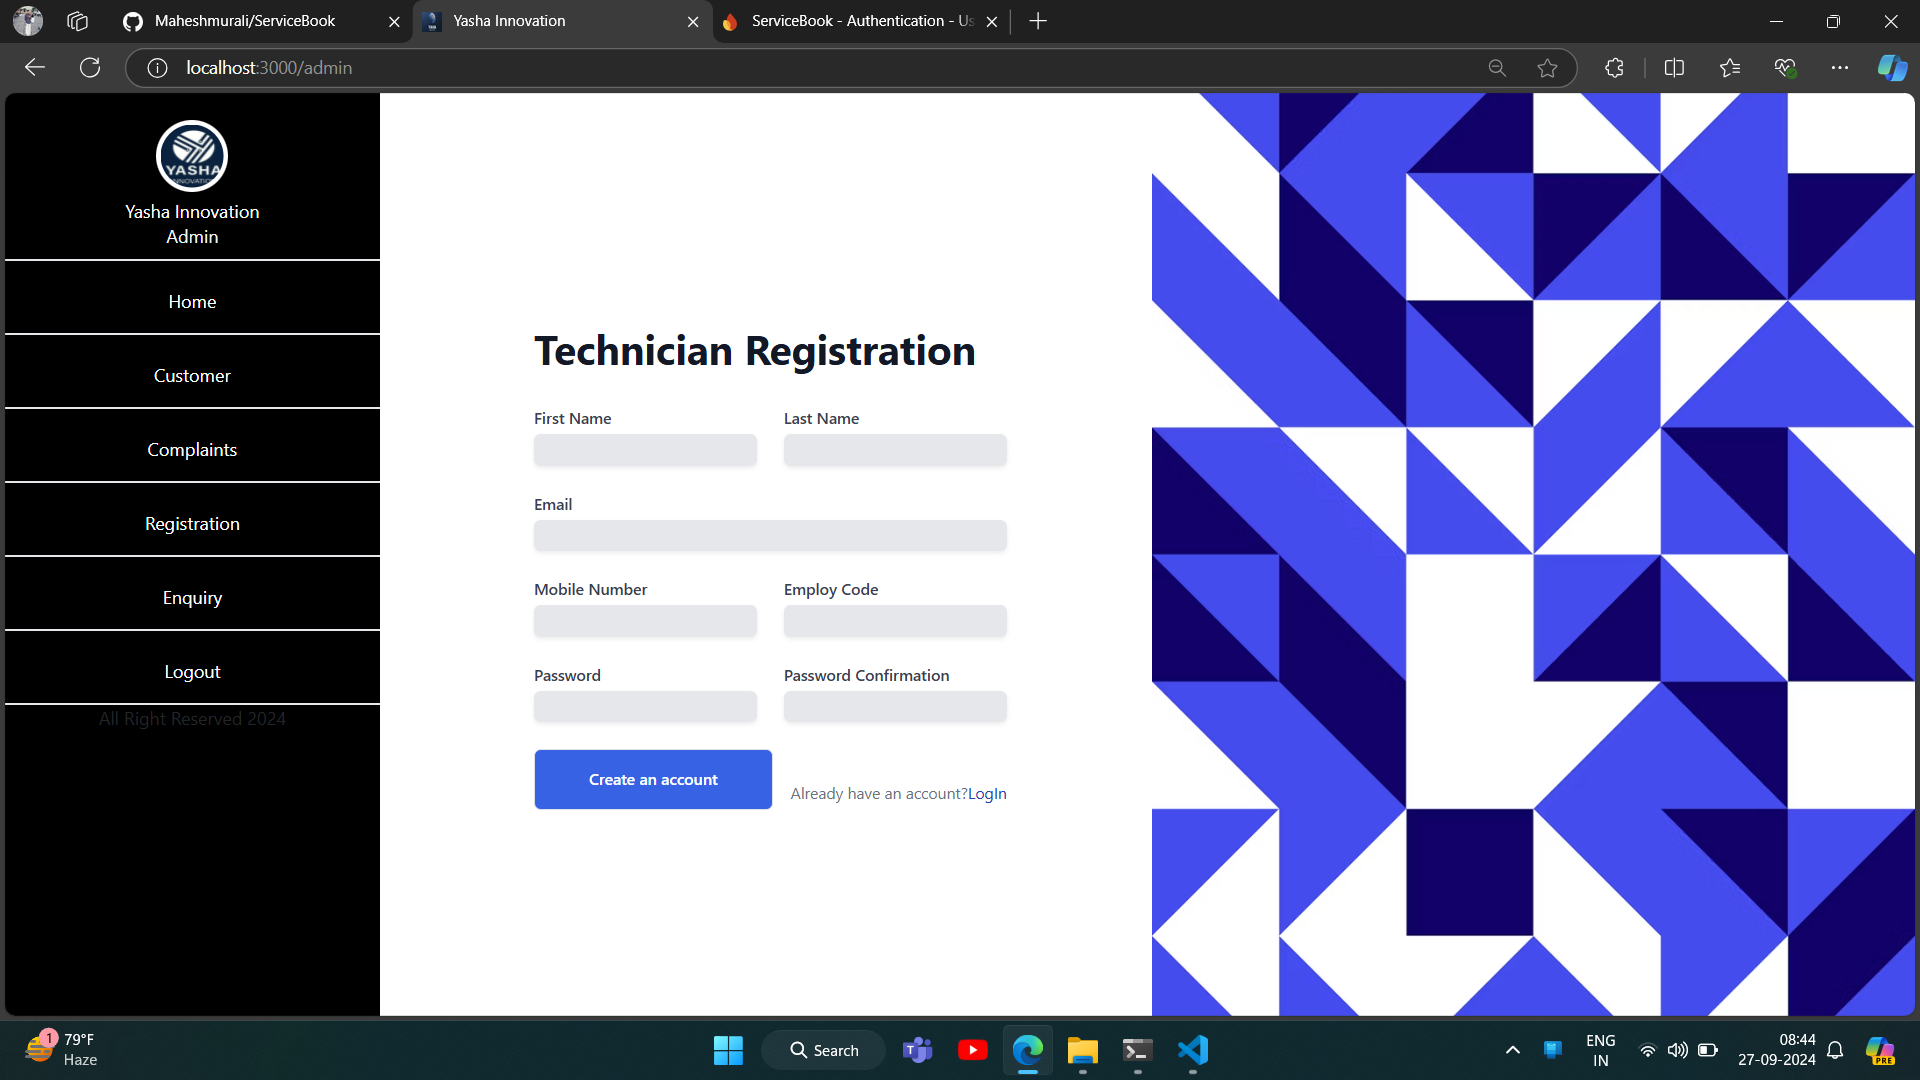 Maheshmurali/ServiceBook
Yasha Innovation
ServiceBook - Authentication - Us
localhost:3000/admin
YASHA
INNOVATION
Yasha Innovation
Admin
Home
Customer
Complaints
Registration
Enquiry
Logout
All Right Reserved 2024
Technician Registration
First Name
Last Name
Email
Mobile Number
Employ Code
Password
Password Confirmation
Create an account
Already have an account?LogIn
1
79°F
Haze
Search
ENG
IN
08:44
27-09-2024
PRE